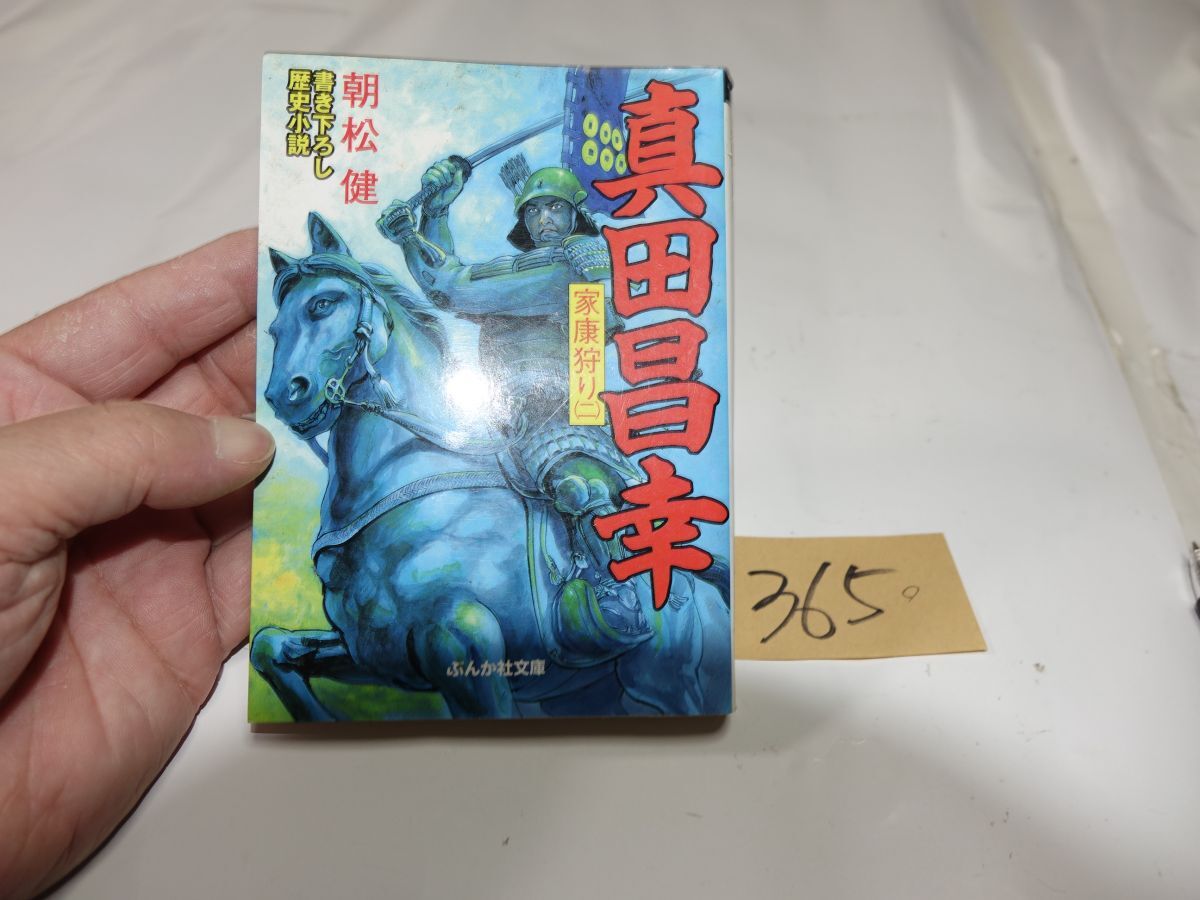 真田昌幸
家康狩り(二)
朝松健
書き下ろし
歴史小説
ぶんか社文庫
365。